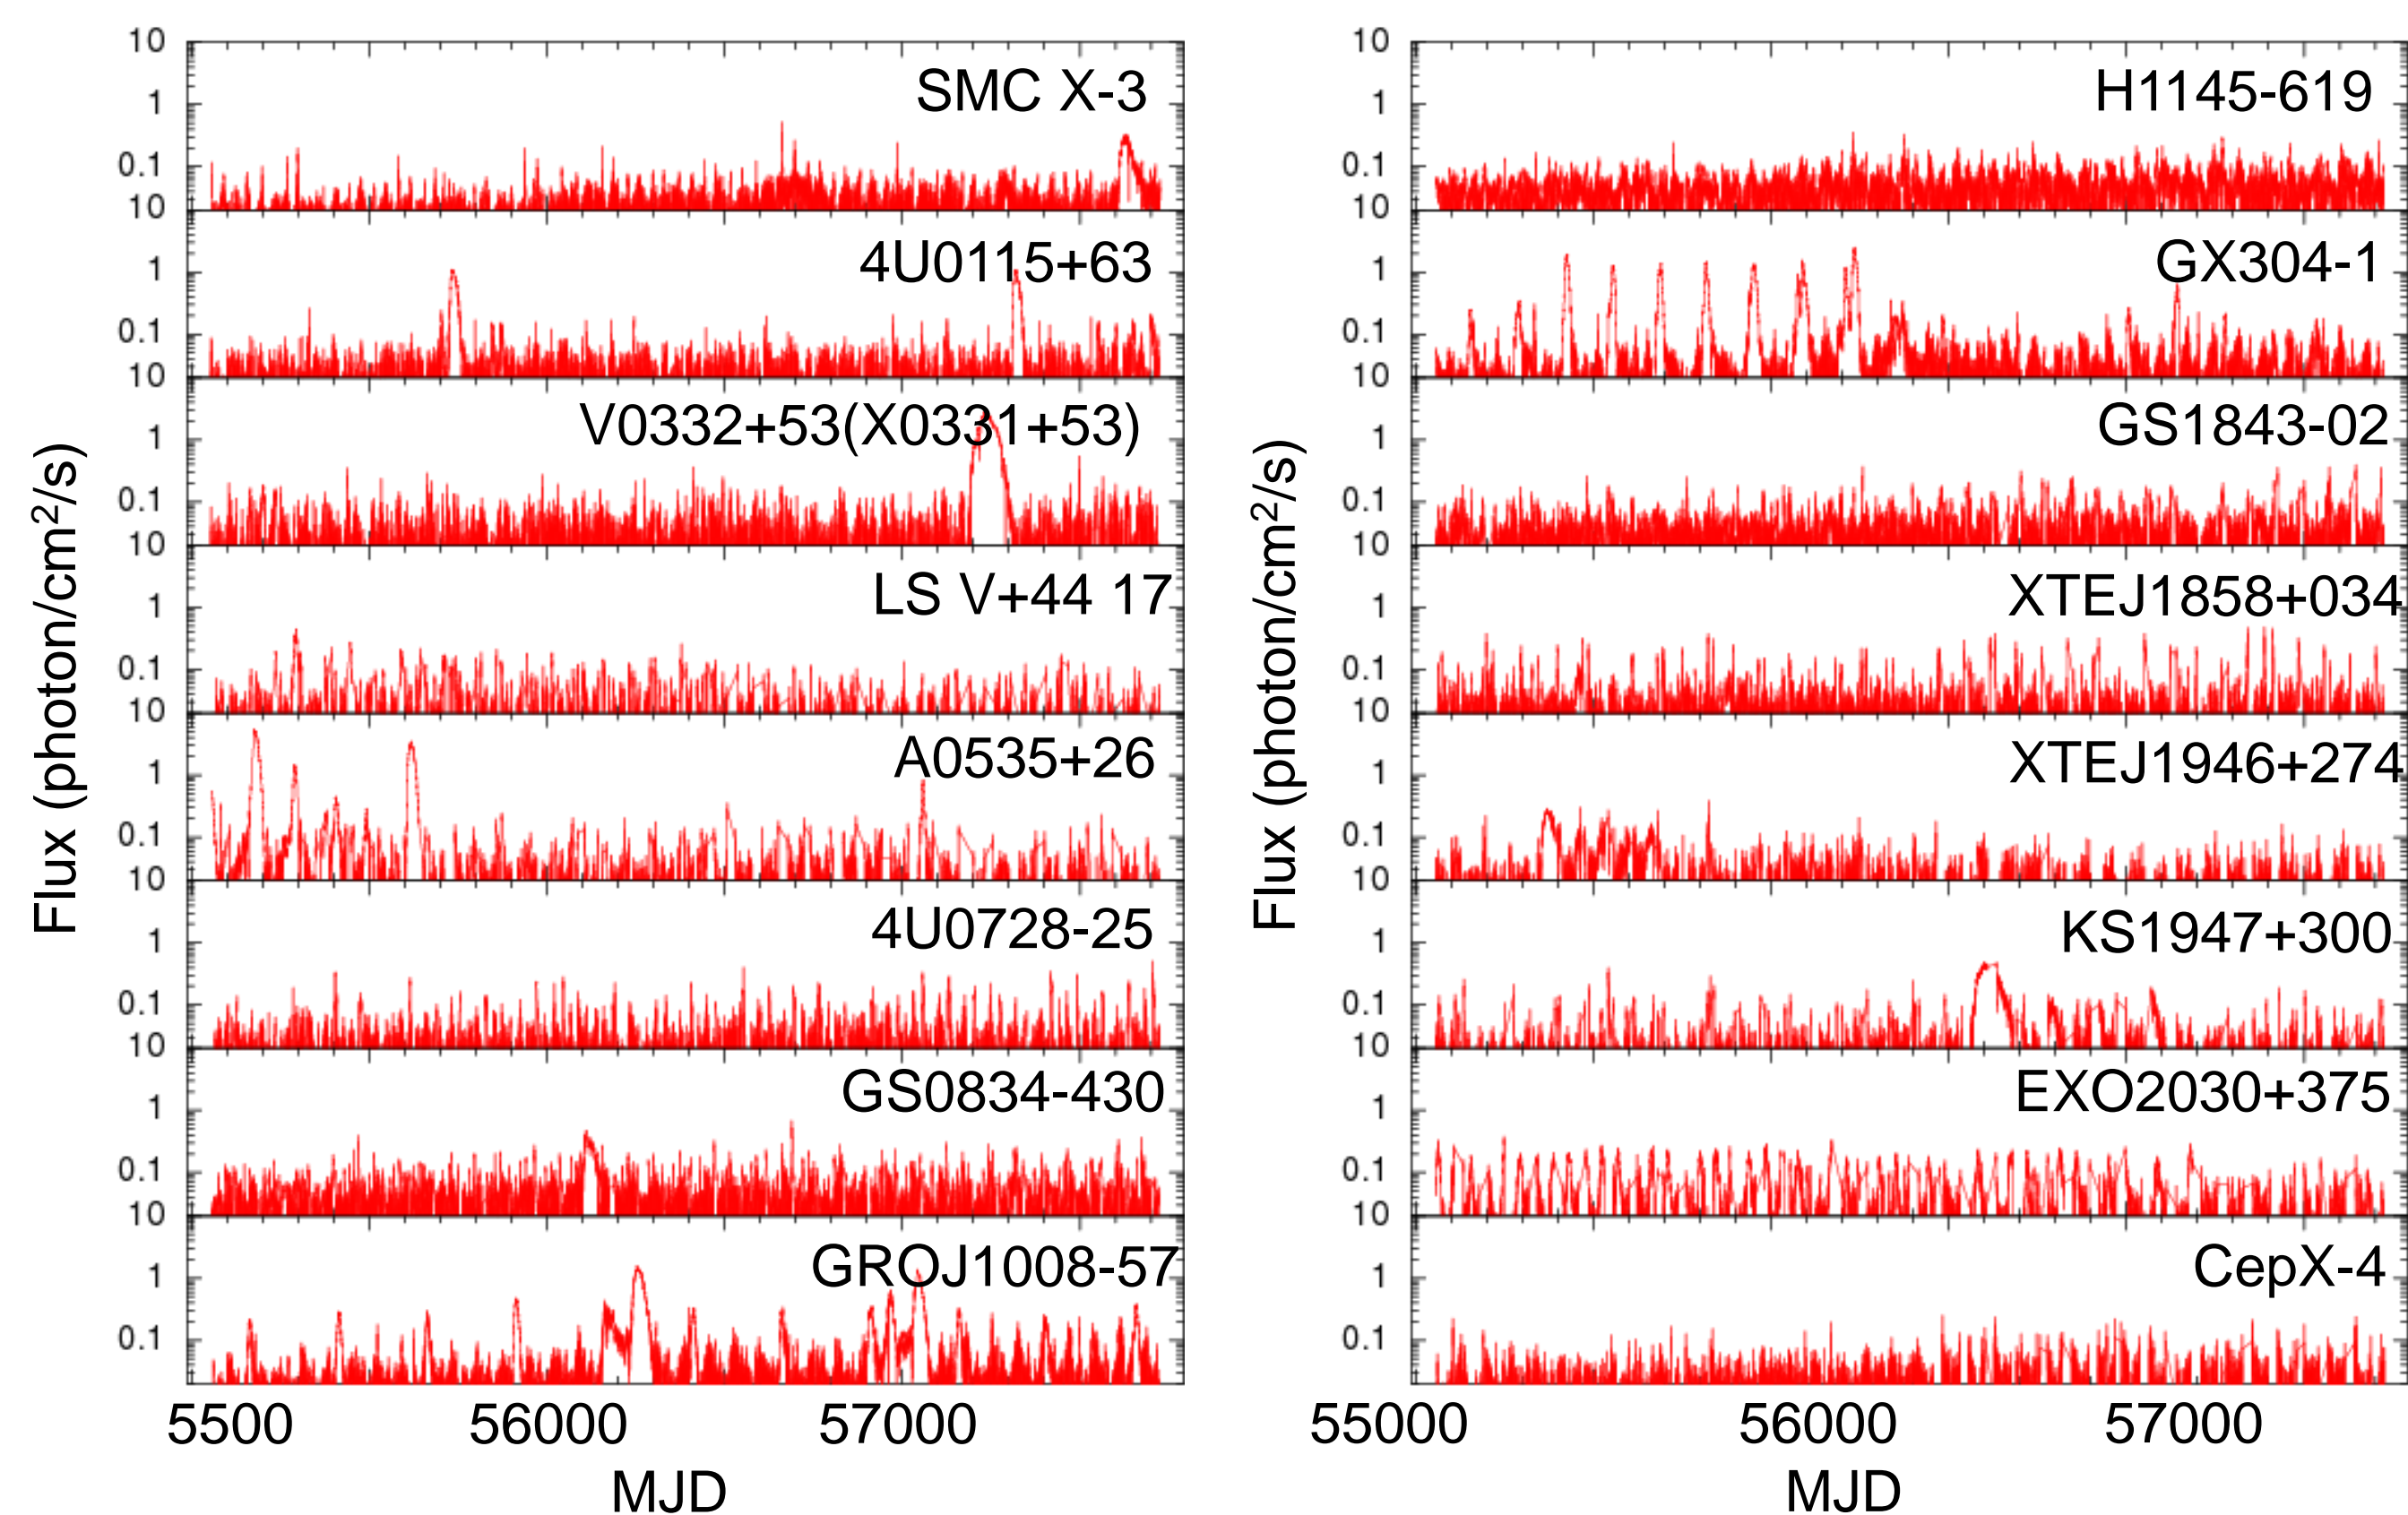 10
SMC X-3
1
0.1
10
4U0115+63
1
0.1
10
V0332+53(X0331+53)
1
0.1
10
LS V+44 17
1
0.1
10
A0535+26
1
0.1
10
4U0728-25
1
0.1
10
GS0834-430
1
0.1
10
GROJ1008-57
1
0.1
5500 56000 57000
MJD
Flux (photon/cm²/s)
10
H1145-619
1
0.1
10
GX304-1
1
0.1
10
GS1843-02
1
0.1
10
XTEJ1858+034
1
0.1
10
XTEJ1946+274
1
0.1
10
KS1947+300
1
0.1
10
EXO2030+375
1
0.1
10
CepX-4
1
0.1
55000 56000 57000
MJD
Flux (photon/cm²/s)